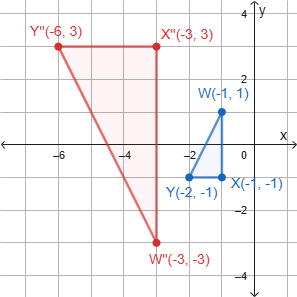 4
y
Y"(-6, 3)
X"(-3, 3)
2
W(-1, 1)
x
-6
-4
-2
0
Y(-2, -1)
X(-1, -1)
-2
W"(-3, -3)
-4